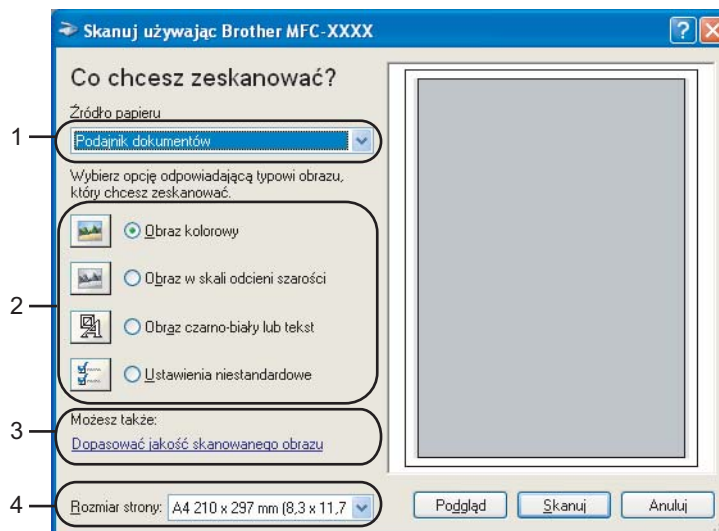 Skanuj używając Brother MFC-XXXX
Co chcesz zeskanować?
Źródło papieru
1
Podajnik dokumentów
Wybierz opcję odpowiadającą typowi obrazu,
który chcesz zeskanować.
2
Obraz kolorowy
Obraz w skali odcieni szarości
Obraz czarno-biały lub tekst
Ustawienia niestandardowe
3
Możesz także:
Dopasować jakość skanowanego obrazu
4
Rozmiar strony: A4 210 x 297 mm (8,3 x 11,7
Podgląd Skanuj Anuluj